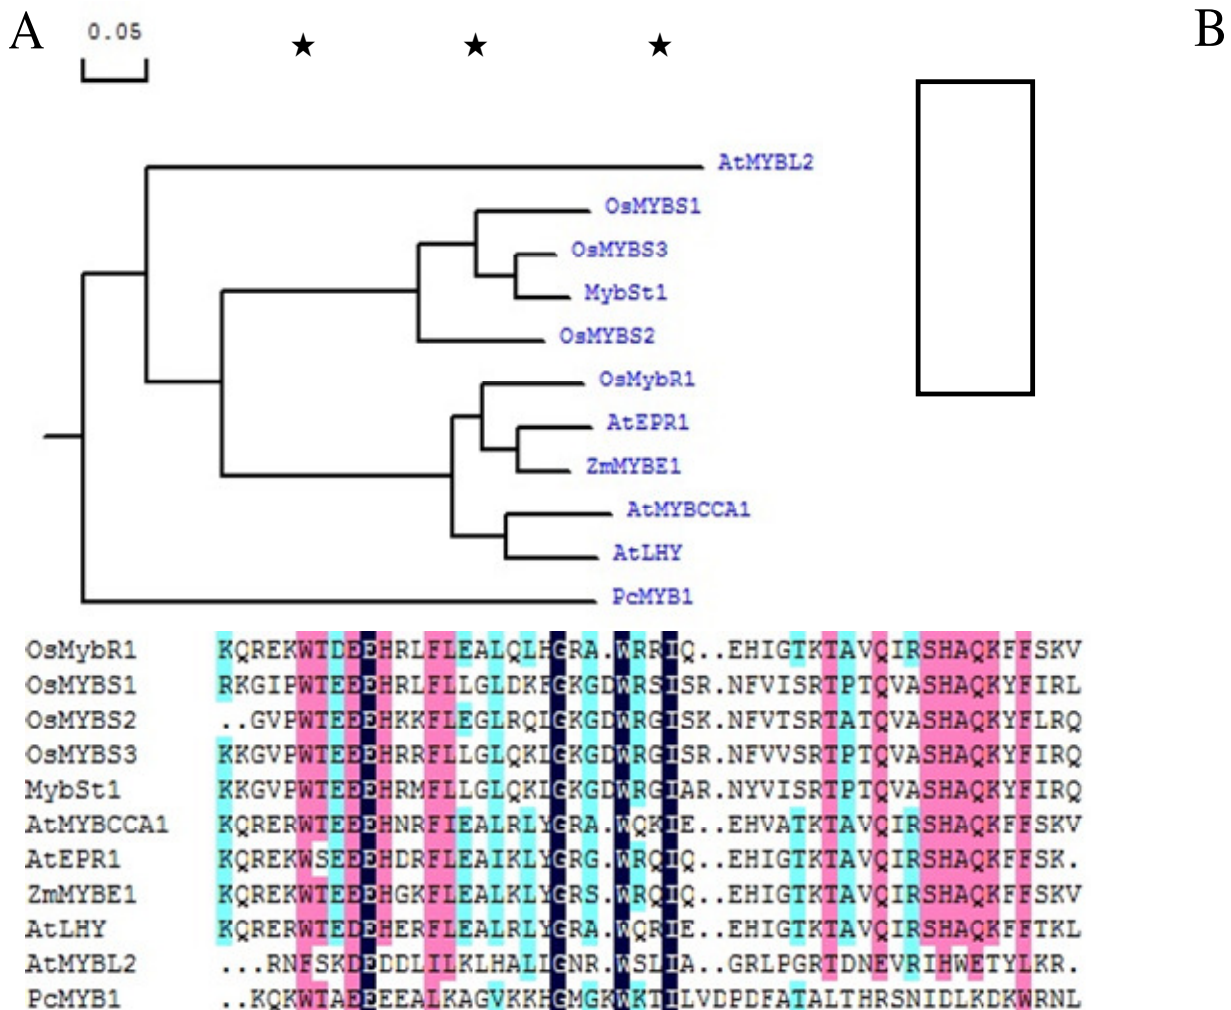 A
B
0.05
★ ★ ★
AtMYBL2
OsMYBS1
OsMYBS3
MybSt1
OsMYBS2
OsMybR1
AtEPR1
ZmMYBE1
AtMYBCCA1
AtLHY
PcMYB1
OsMybR1 KQREKWTDEEHRLFLEALQLHGRA.WRRIQ..EHIGTKTAVQIRSHAQKFFSKV
OsMYBS1 RKGIPWTEEEHRLFLLGLDKFGKGDWRSISR.NFVISRTPTQVASHAQKYFIRL
OsMYBS2 ..GVPWTEEEHKKFLEGLRQLGKGDWRGISK.NFVTSRTATQVASHAQKYFLRQ
OsMYBS3 KKGVPWTEEEHRRFLLGLQKLGKGDWRGISR.NFVVSRTPTQVASHAQKYFIRQ
MybSt1 KKGVPWTEEEHRMFLLGLQKLGKGDWRGIAR.NYVISRTPTQVASHAQKYFIRQ
AtMYBCCA1 KQRERWTEEEHNRFIEALRLYGRA.WQKIE..EHVATKTAVQIRSHAQKFFSKV
AtEPR1 KQREKWSEEEHDRFLEAIKLYGRG.WRQIQ..EHIGTKTAVQIRSHAQKFFSK.
ZmMYBE1 KQREKWTEEEHGKFLEALKLYGRS.WRQIQ..EHIGTKTAVQIRSHAQKFFSKV
AtLHY KQRERWTEDEHERFLEALRLYGRA.WQRIE..EHIGTKTAVQIRSHAQKFFTKL
AtMYBL2 ...RNFSKDEDDLILKLHALLGNR.WSLIA..GRLPGRTDNEVRIHWETYLKR.
PcMYB1 ..KQKWTAEEEEALKAGVKKHGMGKWKTILVDPDFATALTHRSNIDLKDKWRNL